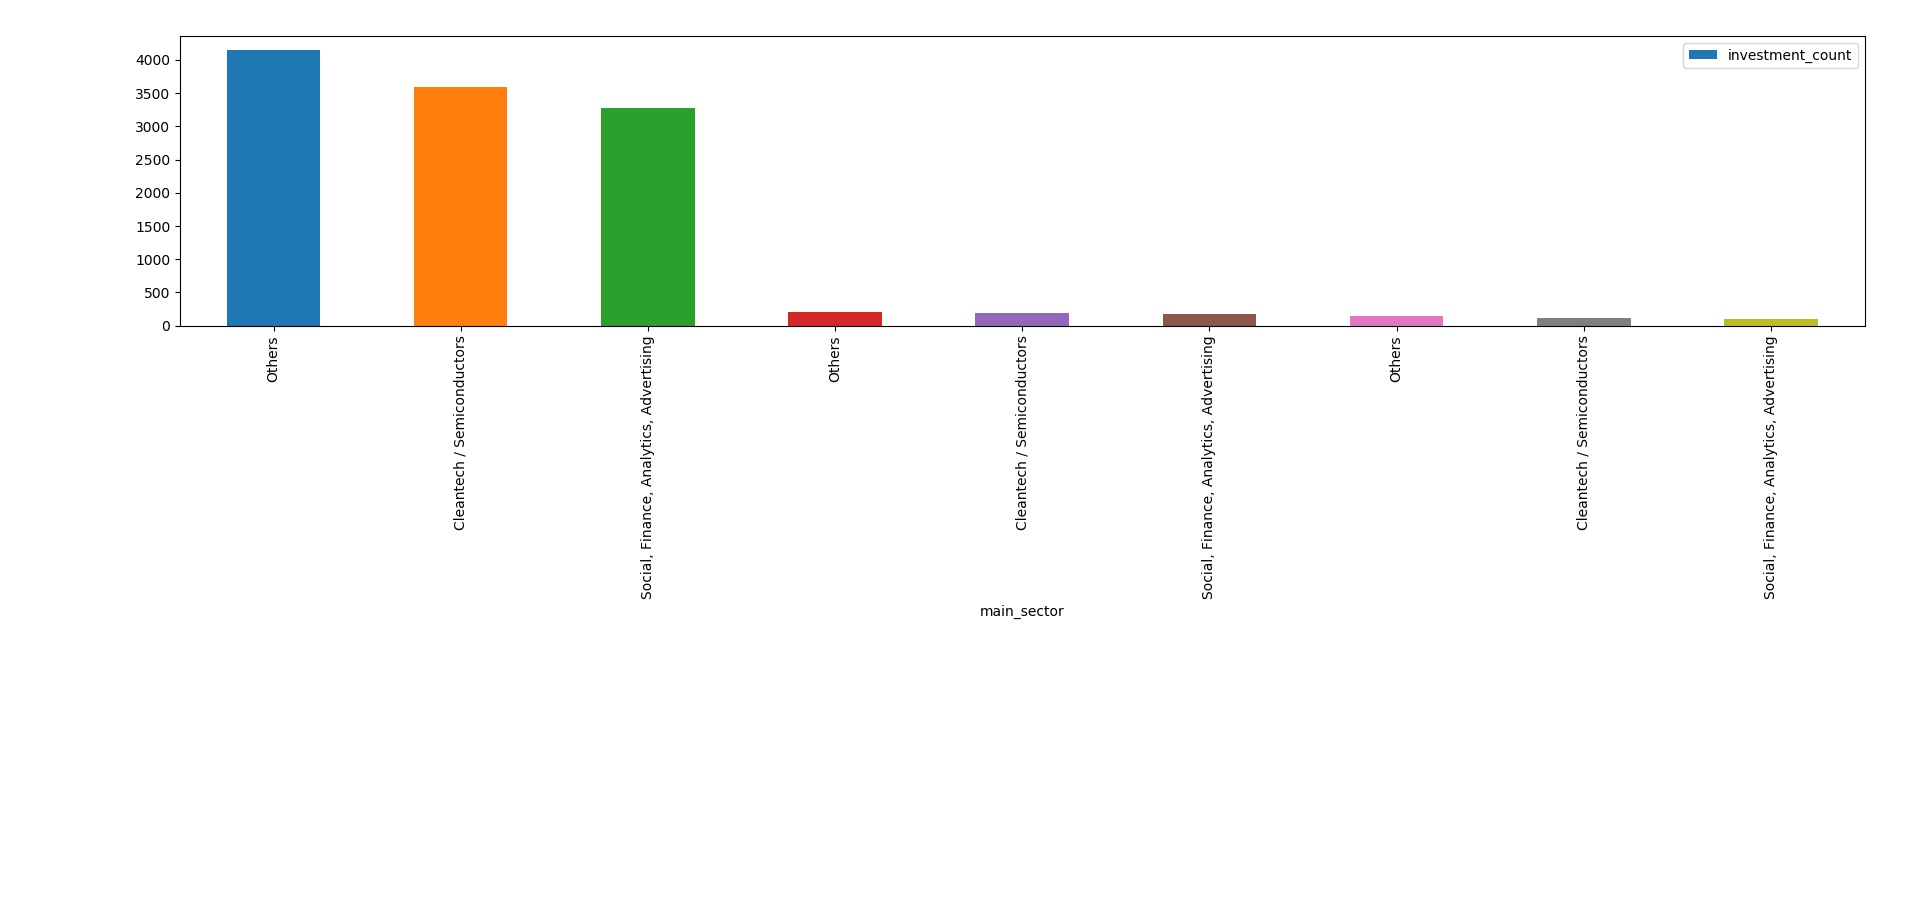 investment_count
4000
3500
3000
2500
2000
1500
1000
500
0
Others
Cleantech / Semiconductors
Social, Finance, Analytics, Advertising
Others
Cleantech / Semiconductors
Social, Finance, Analytics, Advertising
Others
Cleantech / Semiconductors
Social, Finance, Analytics, Advertising
main_sector